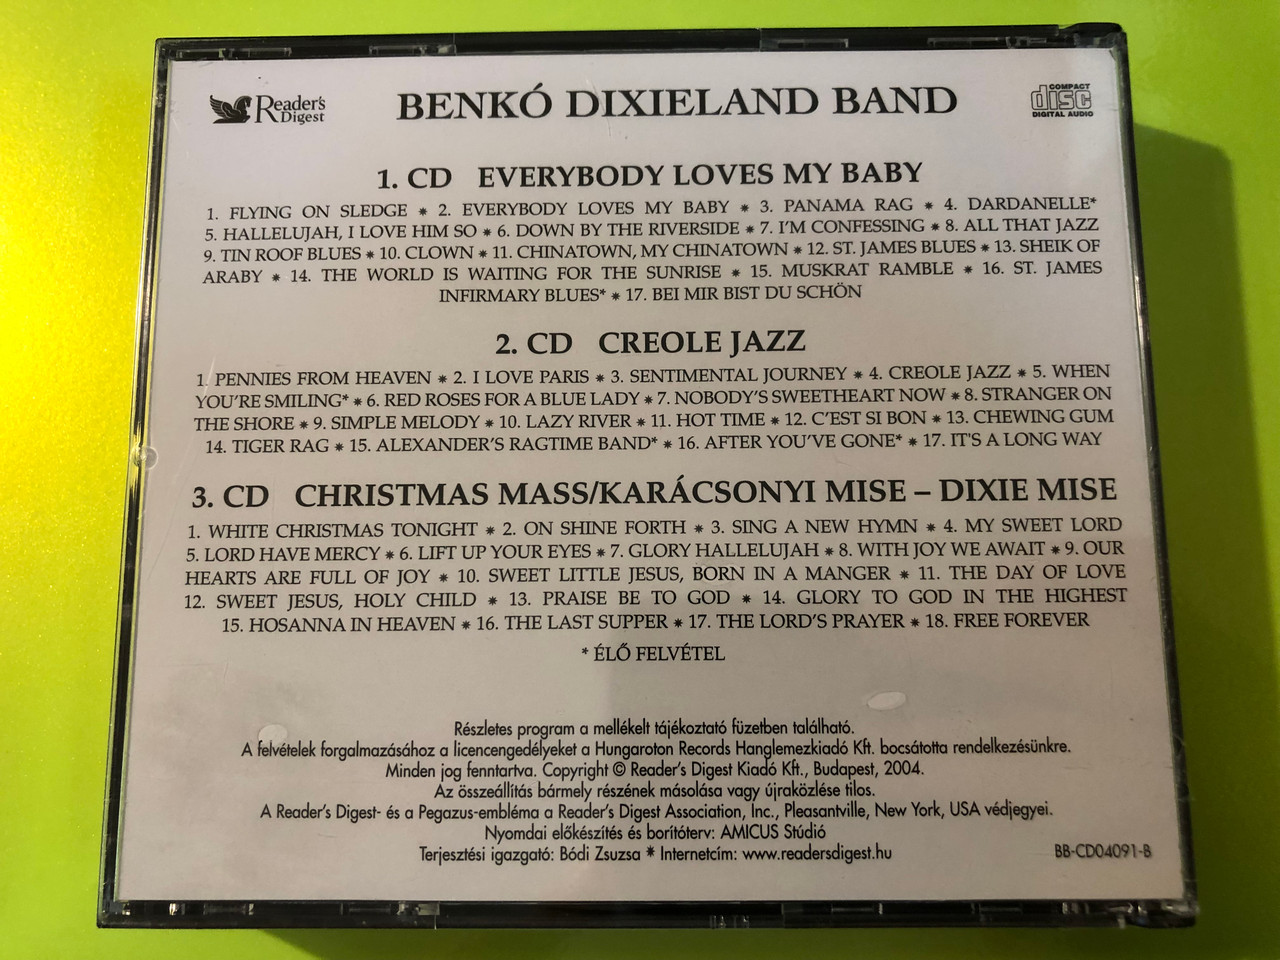 Reader's
Digest
BENKÓ DIXIELAND BAND
COMPACT
disc
DIGITAL AUDIO
1. CD EVERYBODY LOVES MY BABY
1. FLYING ON SLEDGE * 2. EVERYBODY LOVES MY BABY * 3. PANAMA RAG * 4. DARDANELLE*
5. HALLELUJAH, I LOVE HIM SO * 6. DOWN BY THE RIVERSIDE * 7. I'M CONFESSING * 8. ALL THAT JAZZ
9. TIN ROOF BLUES * 10. CLOWN * 11. CHINATOWN, MY CHINATOWN * 12. ST. JAMES BLUES * 13. SHEIK OF
ARABY * 14. THE WORLD IS WAITING FOR THE SUNRISE * 15. MUSKRAT RAMBLE * 16. ST. JAMES
INFIRMARY BLUES* * 17. BEI MIR BIST DU SCHÖN
2. CD CREOLE JAZZ
1. PENNIES FROM HEAVEN * 2. I LOVE PARIS * 3. SENTIMENTAL JOURNEY * 4. CREOLE JAZZ * 5. WHEN
YOU'RE SMILING* * 6. RED ROSES FOR A BLUE LADY * 7. NOBODY'S SWEETHEART NOW * 8. STRANGER ON
THE SHORE * 9. SIMPLE MELODY * 10. LAZY RIVER * 11. HOT TIME * 12. C'EST SI BON * 13. CHEWING GUM
14. TIGER RAG * 15. ALEXANDER'S RAGTIME BAND* * 16. AFTER YOU'VE GONE* * 17. IT'S A LONG WAY
3. CD CHRISTMAS MASS/KARÁCSONYI MISE – DIXIE MISE
1. WHITE CHRISTMAS TONIGHT * 2. ON SHINE FORTH * 3. SING A NEW HYMN * 4. MY SWEET LORD
5. LORD HAVE MERCY * 6. LIFT UP YOUR EYES * 7. GLORY HALLELUJAH * 8. WITH JOY WE AWAIT * 9. OUR
HEARTS ARE FULL OF JOY * 10. SWEET LITTLE JESUS, BORN IN A MANGER * 11. THE DAY OF LOVE
12. SWEET JESUS, HOLY CHILD * 13. PRAISE BE TO GOD * 14. GLORY TO GOD IN THE HIGHEST
15. HOSANNA IN HEAVEN * 16. THE LAST SUPPER * 17. THE LORD'S PRAYER * 18. FREE FOREVER
* ÉLŐ FELVÉTEL
Részletes program a mellékelt tájékoztató füzetben található.
A felvételek forgalmazásához a licencengedélyeket a Hungaroton Records Hanglemezkiadó Kft. bocsátotta rendelkezésünkre.
Minden jog fenntartva. Copyright © Reader's Digest Kiadó Kft., Budapest, 2004.
Az összeállítás bármely részének másolása vagy újraközlése tilos.
A Reader's Digest- és a Pegazus-embléma a Reader's Digest Association, Inc., Pleasantville, New York, USA védjegyei.
Nyomdai előkészítés és borítóterv: AMICUS Stúdió
Terjesztési igazgató: Bódi Zsuzsa * Internetcím: www.readersdigest.hu
BB-CD04091-B